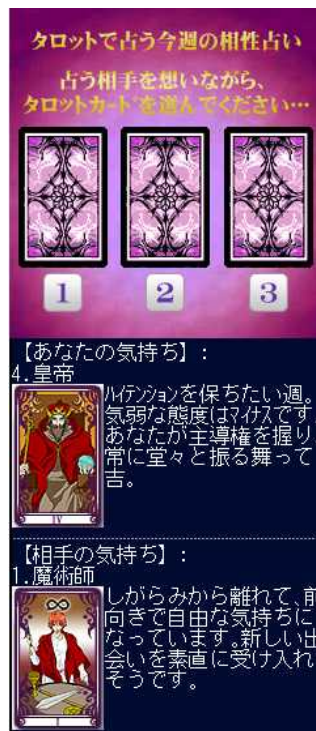 タロットで占う今週の相性占い
占う相手を想いながら、
タロットカードを選んでください…
1 2 3
【あなたの気持ち】:
4.皇帝
ﾊｲﾃﾝｼｮﾝを保ちたい週。
気弱な態度はﾏｲﾅｽです
あなたが主導権を握り
常に堂々と振る舞って
吉。
IV
【相手の気持ち】:
1.魔術師
しがらみから離れて、前
向きで自由な気持ちに
なっています。新しい出
会いを素直に受け入れ
そうです。
I